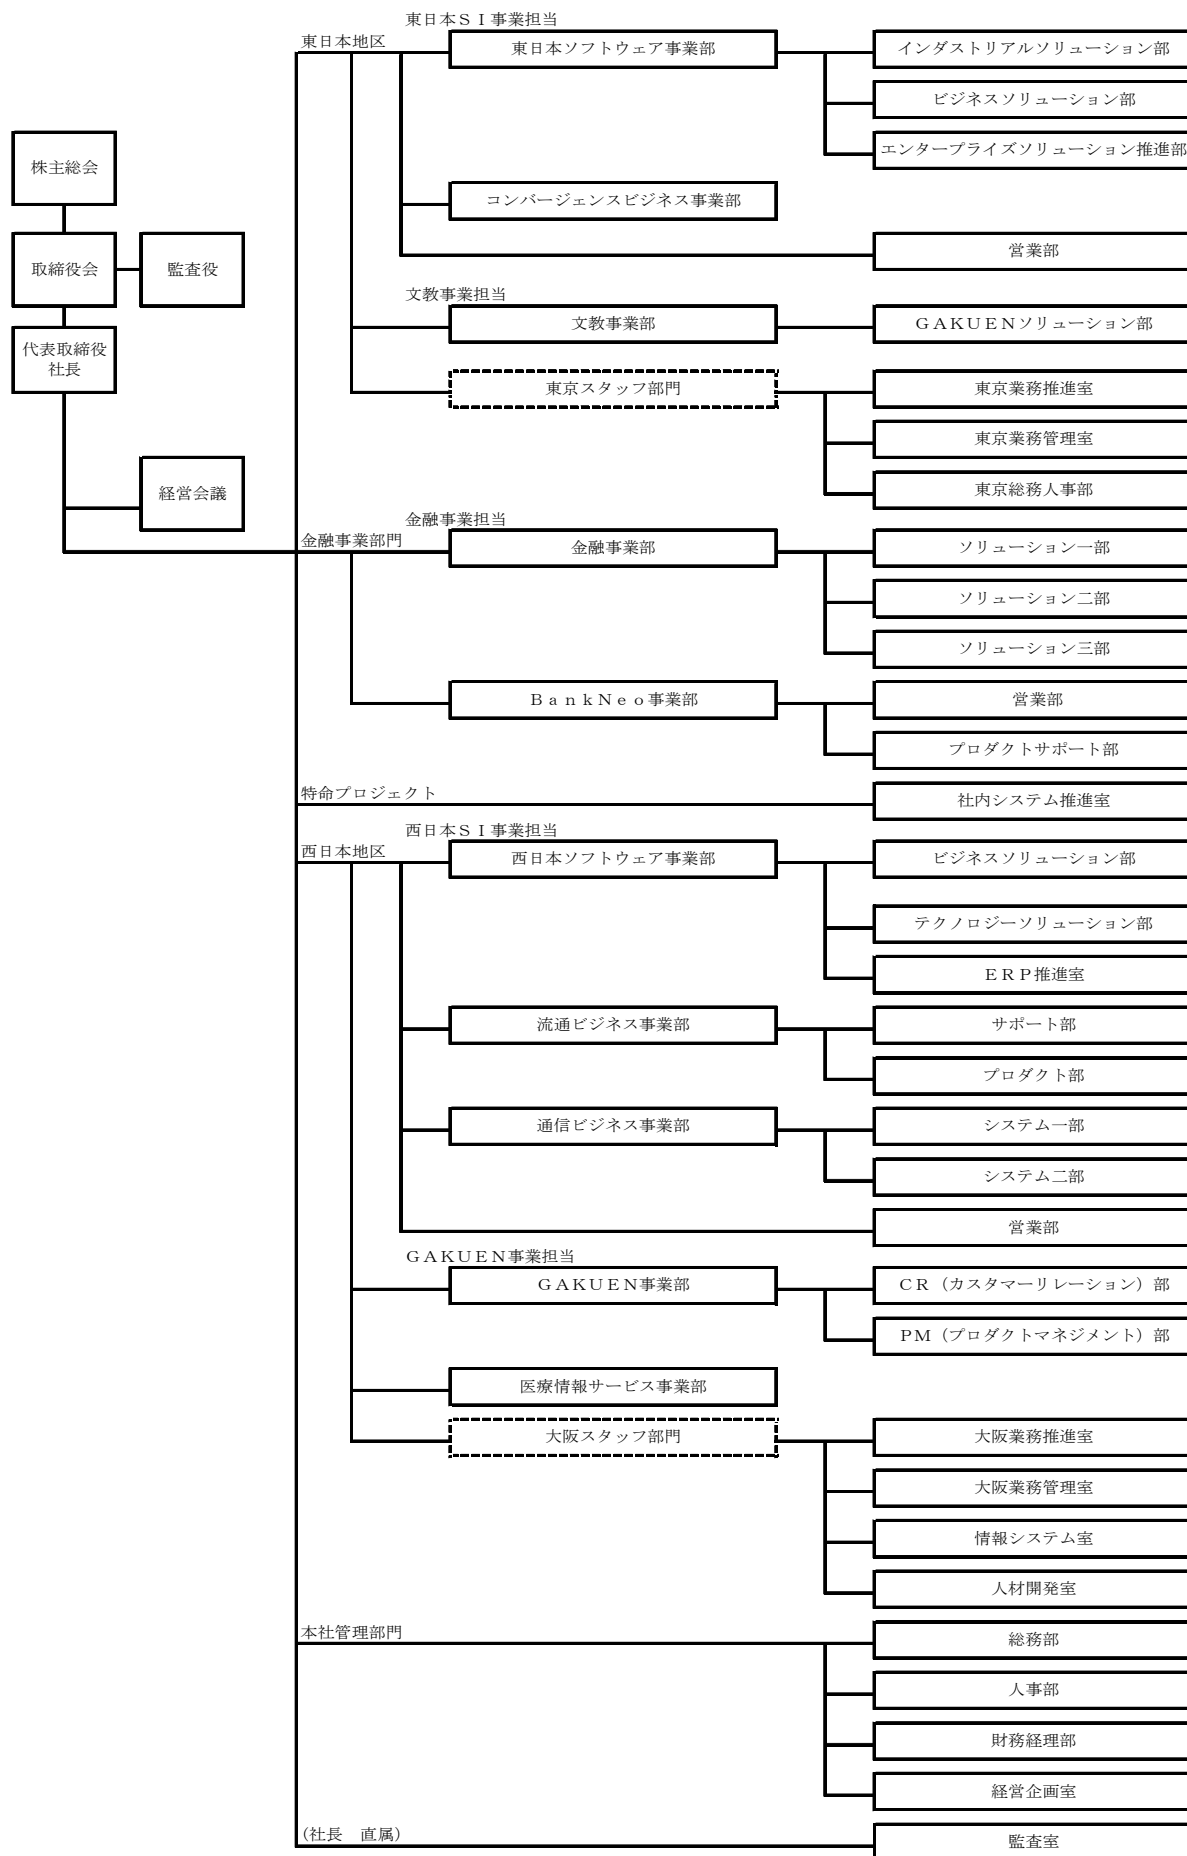 株主総会
取締役会
監査役
代表取締役
社長
経営会議
東日本地区
東日本ＳＩ事業担当
東日本ソフトウェア事業部
インダストリアルソリューション部
ビジネスソリューション部
エンタープライズソリューション推進部
コンバージェンスビジネス事業部
営業部
文教事業担当
文教事業部
ＧＡＫＵＥＮソリューション部
東京スタッフ部門
東京業務推進室
東京業務管理室
東京総務人事部
金融事業部門
金融事業担当
金融事業部
ソリューション一部
ソリューション二部
ソリューション三部
ＢａｎｋＮｅｏ事業部
営業部
プロダクトサポート部
特命プロジェクト
社内システム推進室
西日本地区
西日本ＳＩ事業担当
西日本ソフトウェア事業部
ビジネスソリューション部
テクノロジーソリューション部
ＥＲＰ推進室
流通ビジネス事業部
サポート部
プロダクト部
通信ビジネス事業部
システム一部
システム二部
営業部
ＧＡＫＵＥＮ事業担当
ＧＡＫＵＥＮ事業部
ＣＲ（カスタマーリレーション）部
ＰＭ（プロダクトマネジメント）部
医療情報サービス事業部
大阪スタッフ部門
大阪業務推進室
大阪業務管理室
情報システム室
人材開発室
本社管理部門
総務部
人事部
財務経理部
経営企画室
(社長　直属)
監査室